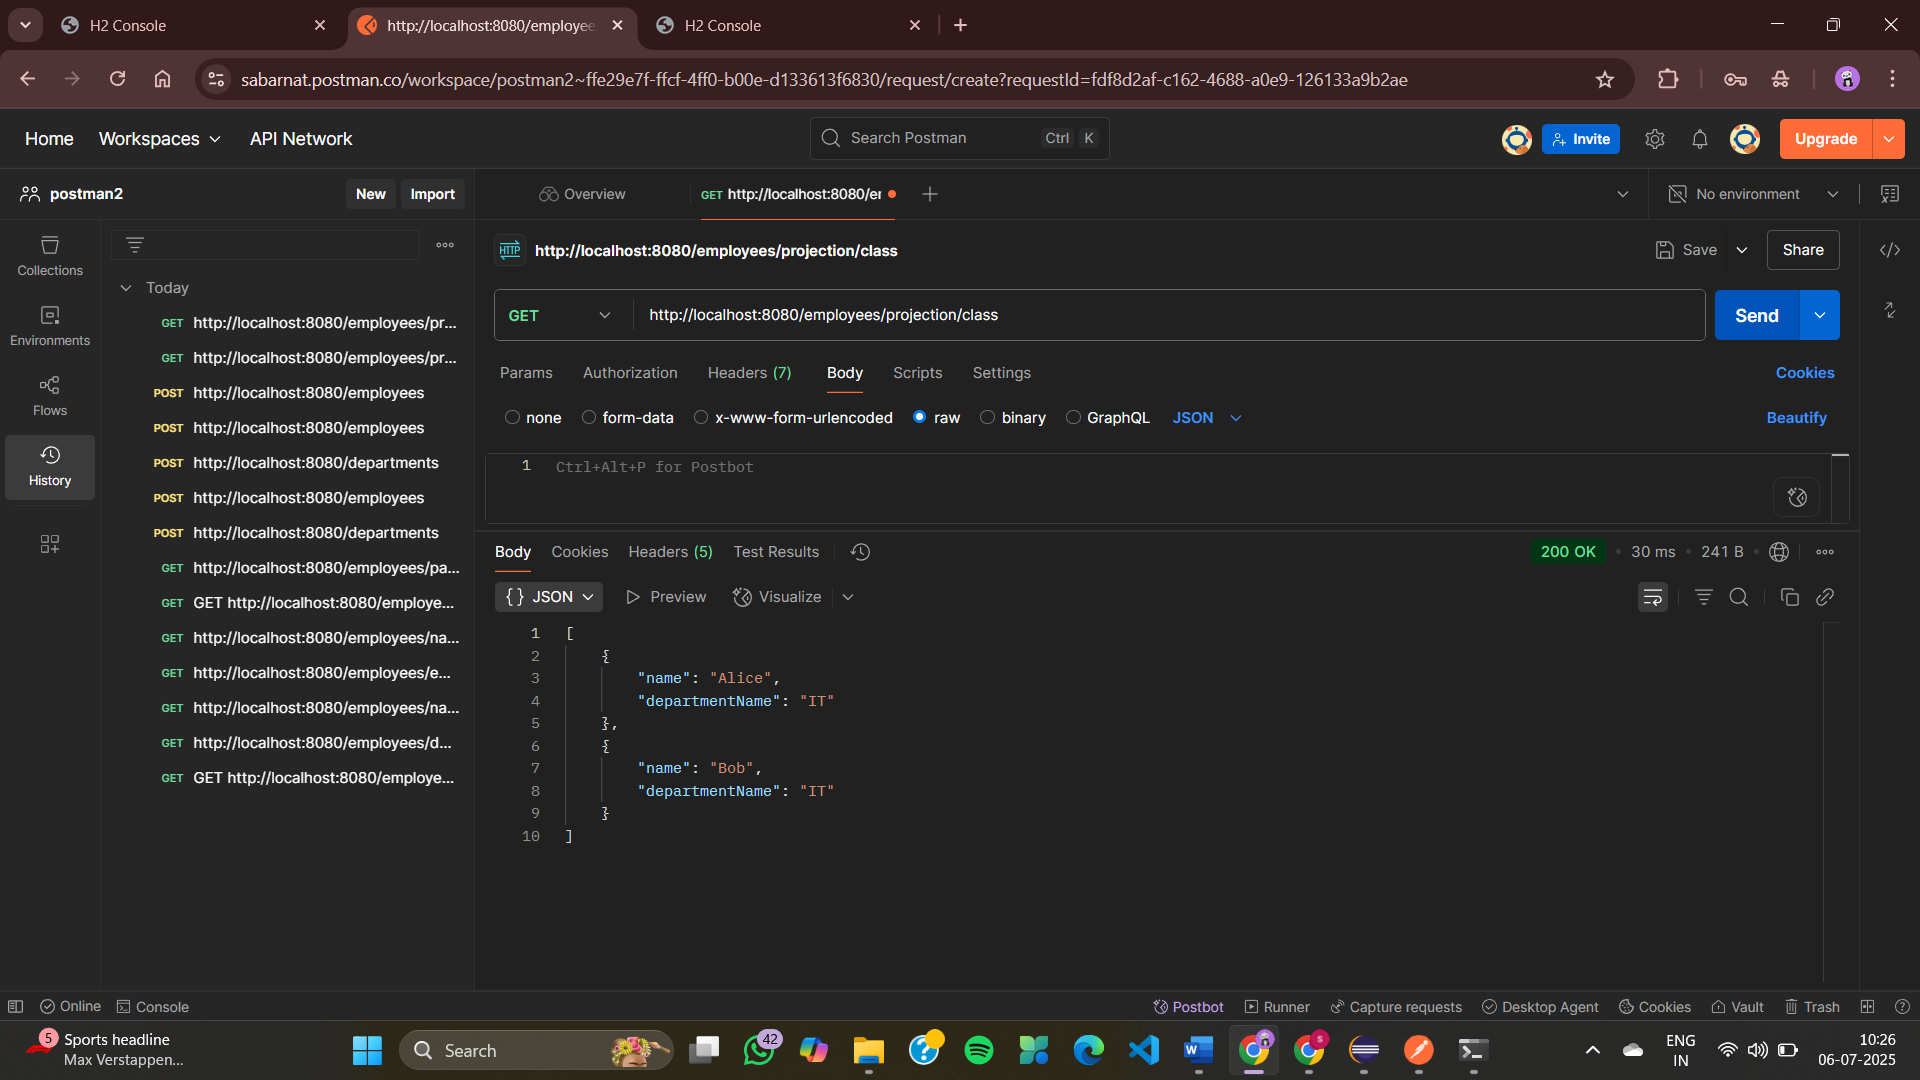 H2 Console
http://localhost:8080/employee
H2 Console
sabarnat.postman.co/workspace/postman2~ffe29e7f-ffcf-4ff0-b00e-d133613f6830/request/create?requestId=fdf8d2af-c162-4688-a0e9-126133a9b2ae
Home Workspaces API Network
Search Postman Ctrl K
Invite
Upgrade
postman2
New Import
Overview
GET http://localhost:8080/er
No environment
Collections
Environments
Flows
History
Today
GET http://localhost:8080/employees/pr...
GET http://localhost:8080/employees/pr...
POST http://localhost:8080/employees
POST http://localhost:8080/employees
POST http://localhost:8080/departments
POST http://localhost:8080/employees
POST http://localhost:8080/departments
GET http://localhost:8080/employees/pa...
GET GET http://localhost:8080/employe...
GET http://localhost:8080/employees/na...
GET http://localhost:8080/employees/e...
GET http://localhost:8080/employees/na...
GET http://localhost:8080/employees/d...
GET GET http://localhost:8080/employe...
HTTP http://localhost:8080/employees/projection/class
Save Share
GET http://localhost:8080/employees/projection/class
Send
Params Authorization Headers (7) Body Scripts Settings
Cookies
none form-data x-www-form-urlencoded raw binary GraphQL JSON
Beautify
1 Ctrl+Alt+P for Postbot
Body Cookies Headers (5) Test Results
200 OK • 30 ms • 241 B •
{} JSON Preview Visualize
1 [
2 {
3 "name": "Alice",
4 "departmentName": "IT"
5 },
6 {
7 "name": "Bob",
8 "departmentName": "IT"
9 }
10 ]
Online Console
Postbot Runner Capture requests Desktop Agent Cookies Vault Trash
5
Sports headline
Max Verstappen...
Search
42
S
ENG
IN
10:26
06-07-2025